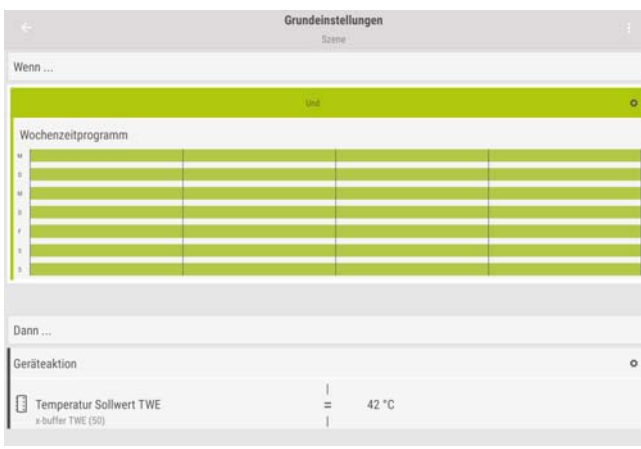 Grundeinstellungen
Szene
Wenn ...
Und
Wochenzeitprogramm
M
D
M
D
F
S
S
Dann ...
Geräteaktion
Temperatur Sollwert TWE = 42 °C
x-buffer TWE (50)